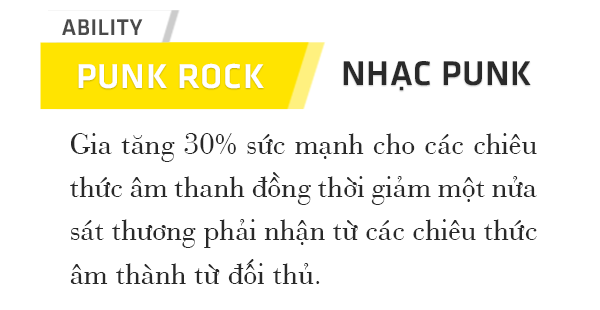 ABILITY
PUNK ROCK NHẠC PUNK
Gia tăng 30% sức mạnh cho các chiêu
thức âm thanh đồng thời giảm một nửa
sát thương phải nhận từ các chiêu thức
âm thành từ đối thủ.